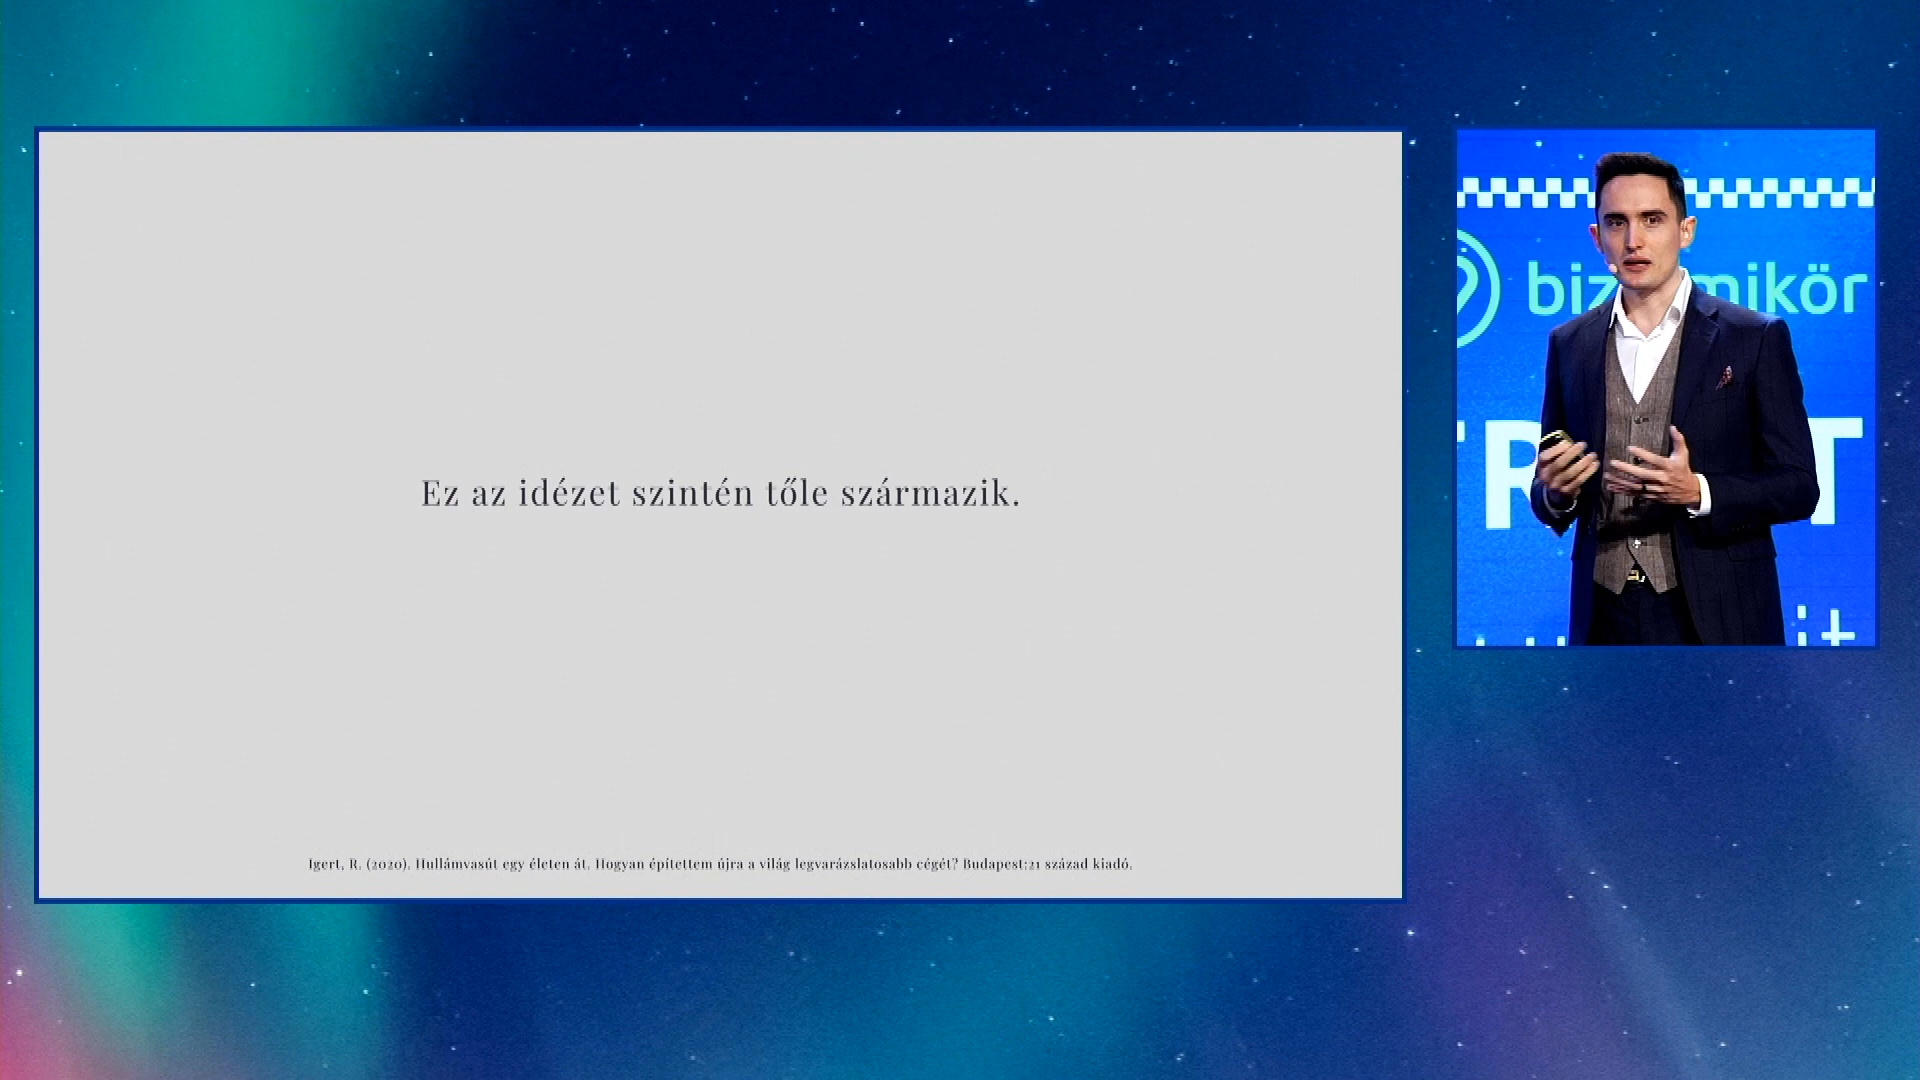 Ez az idézet szintén tőle származik.
Igert, R. (2020). Hullámvasút egy életen át. Hogyan építettem újra a világ legvarázslatosabb cégét? Budapest:21 század kiadó.
biz mikör
R T
it